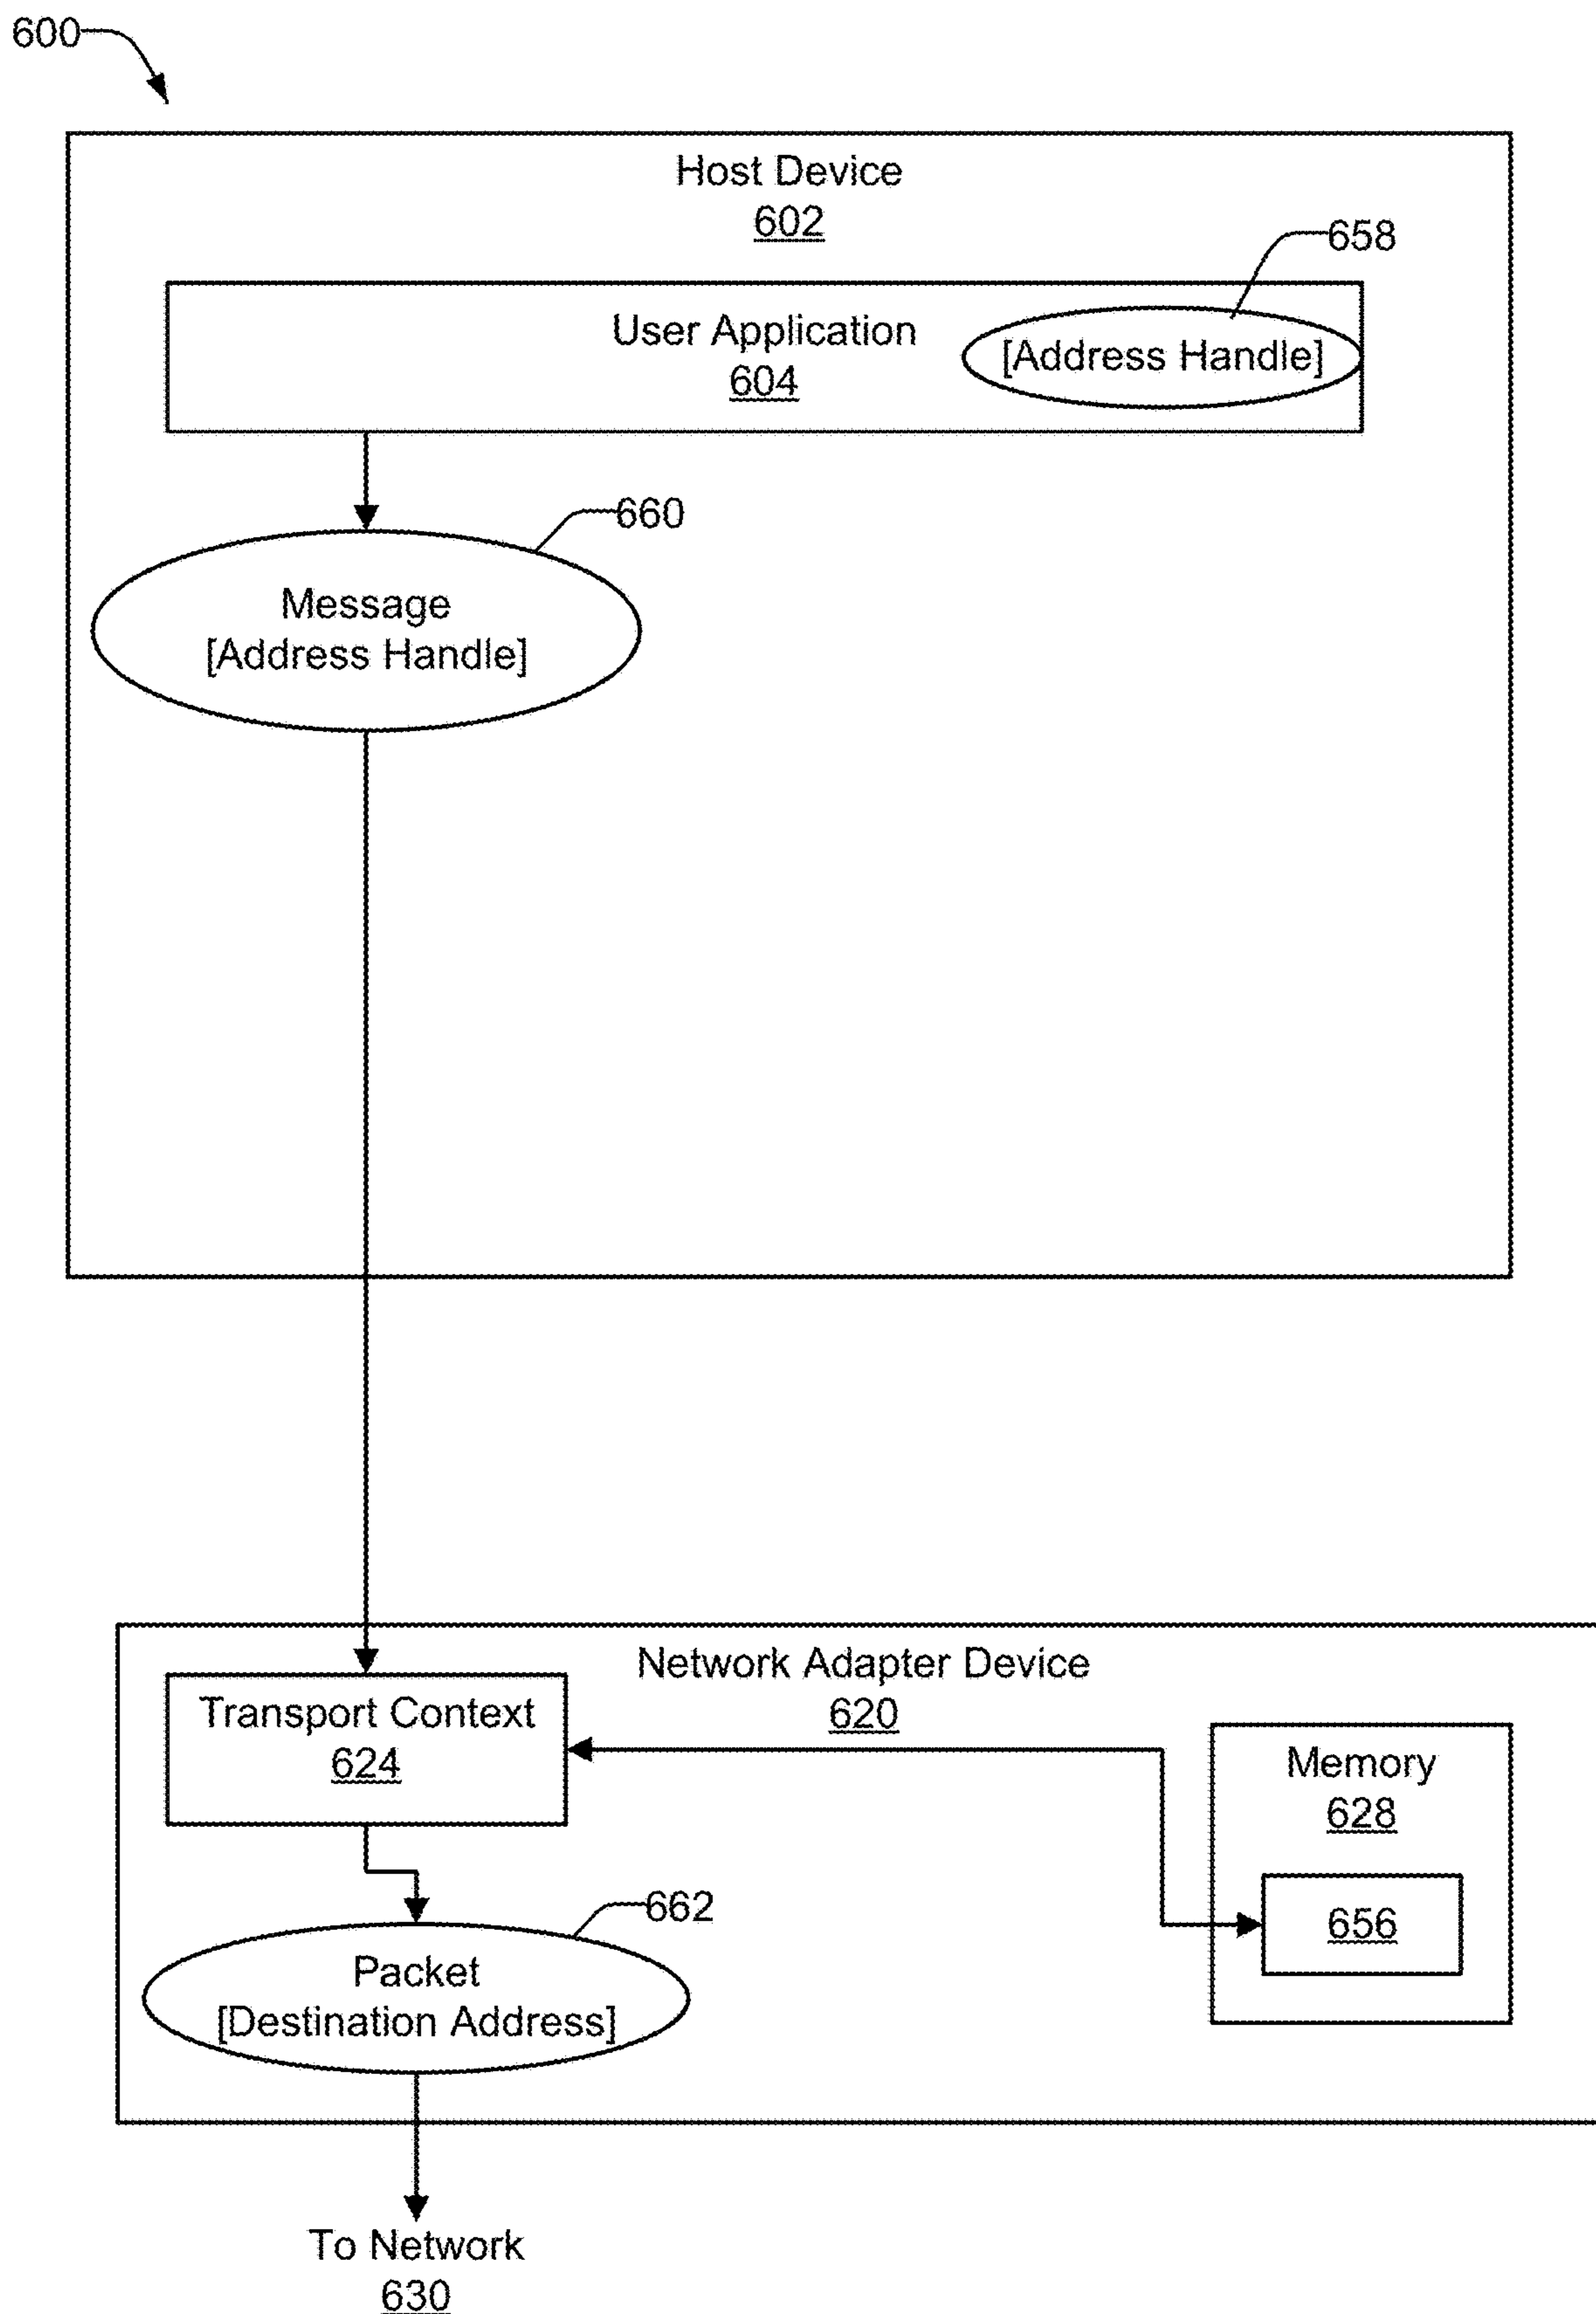 600
Host Device
602
658
User Application
604
[Address Handle]
660
Message
[Address Handle]
Network Adapter Device
620
Transport Context
624
Memory
628
656
662
Packet
[Destination Address]
To Network
630